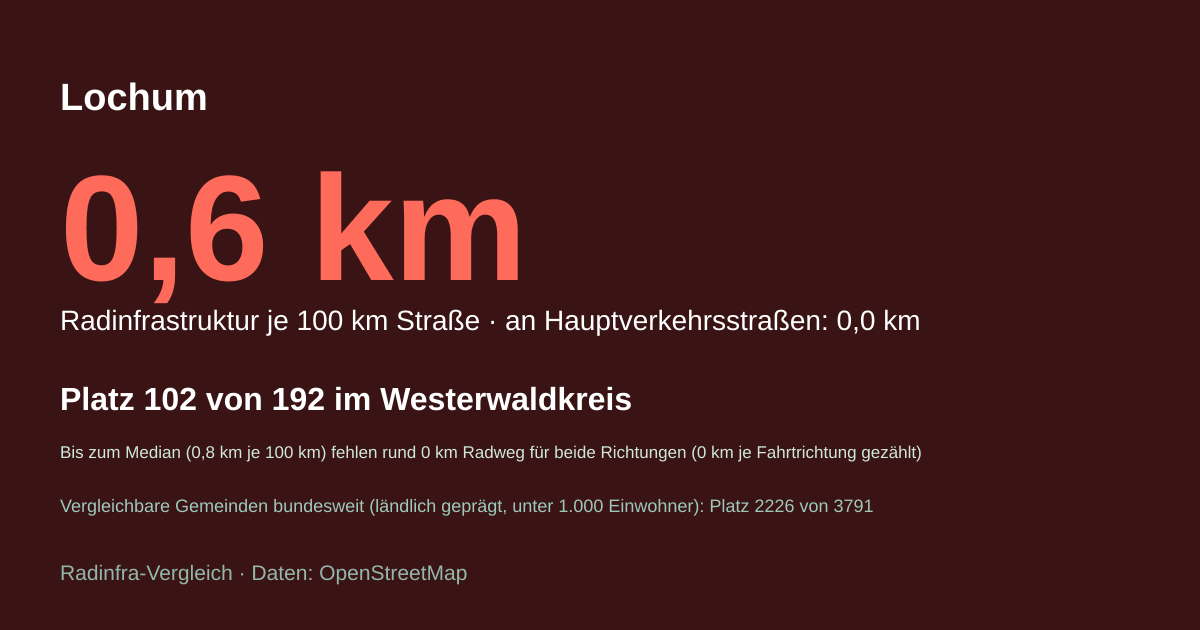 Lochum
0,6 km
Radinfrastruktur je 100 km Straße · an Hauptverkehrsstraßen: 0,0 km
Platz 102 von 192 im Westerwaldkreis
Bis zum Median (0,8 km je 100 km) fehlen rund 0 km Radweg für beide Richtungen (0 km je Fahrtrichtung gezählt)
Vergleichbare Gemeinden bundesweit (ländlich geprägt, unter 1.000 Einwohner): Platz 2226 von 3791
Radinfra-Vergleich · Daten: OpenStreetMap